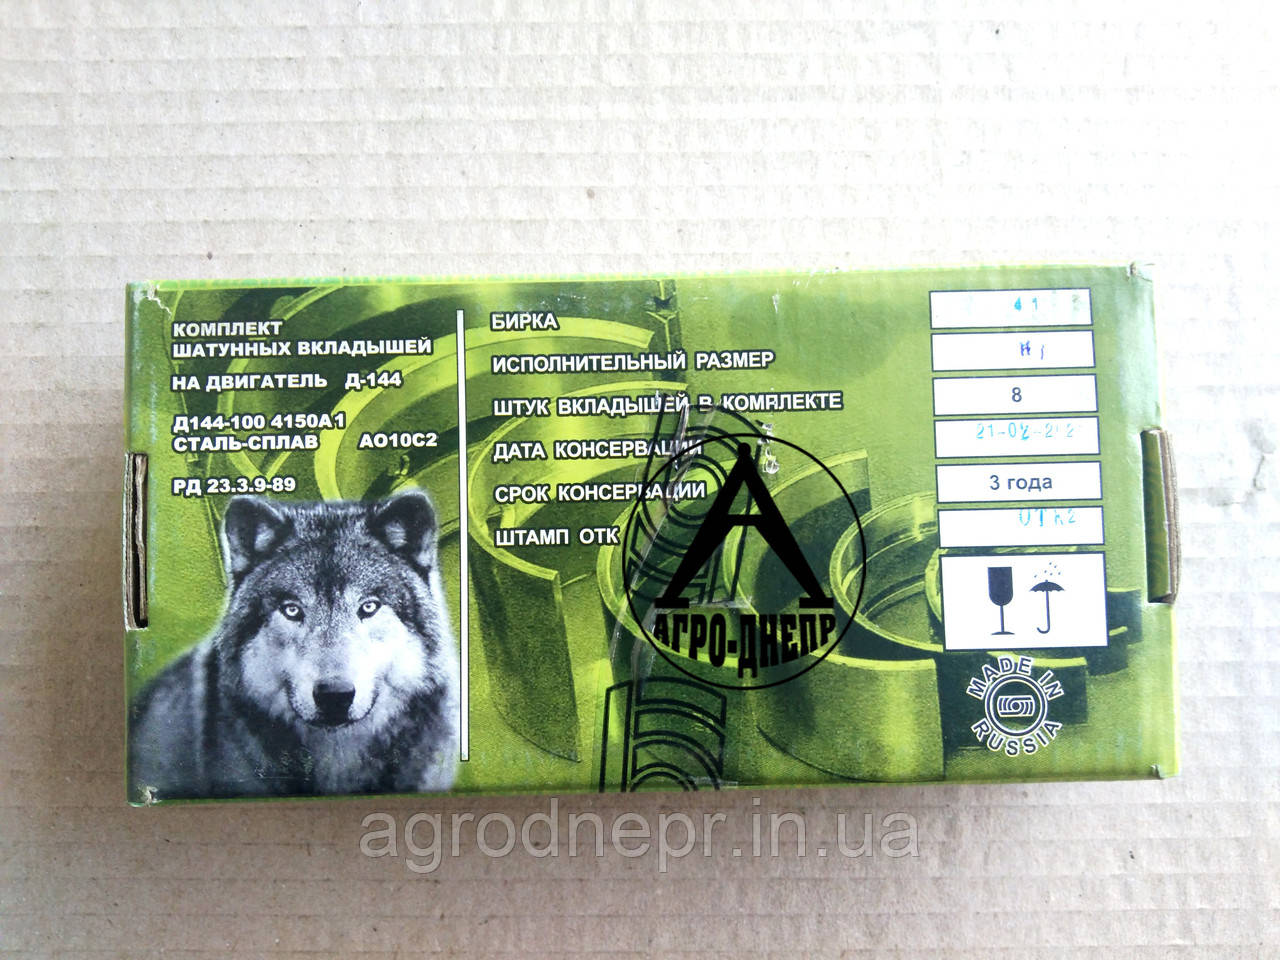 КОМПЛЕКТ
ШАТУННЫХ ВКЛАДЫШЕЙ
НА ДВИГАТЕЛЬ Д-144
Д144-100 4150А1
СТАЛЬ-СПЛАВ АО10С2
РД 23.3.9-89
БИРКА 41
ИСПОЛНИТЕЛЬНЫЙ РАЗМЕР
ШТУК ВКЛАДЫШЕЙ В КОМПЛЕКТЕ 8
ДАТА КОНСЕРВАЦИИ
СРОК КОНСЕРВАЦИИ 3 года
ШТАМП ОТК
АГРО-ДНЕПР
MADE IN
RUSSIA
agrodnepr.in.ua